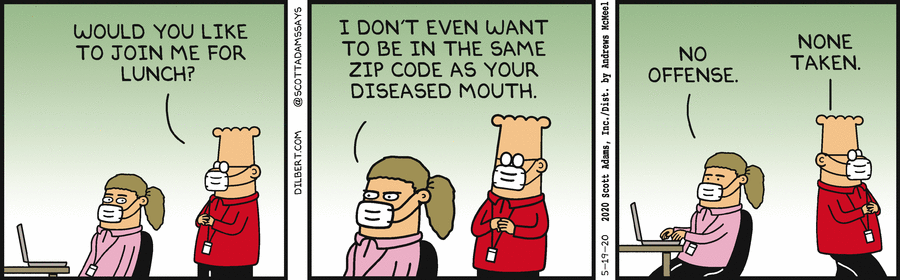 WOULD YOU LIKE
TO JOIN ME FOR
LUNCH?
DILBERT.COM @SCOTTADAMSSAYS
I DON'T EVEN WANT
TO BE IN THE SAME
ZIP CODE AS YOUR
DISEASED MOUTH.
5-19-20 2020 Scott Adams, Inc./Dist. by Andrews McMeel
NO
OFFENSE.
NONE
TAKEN.